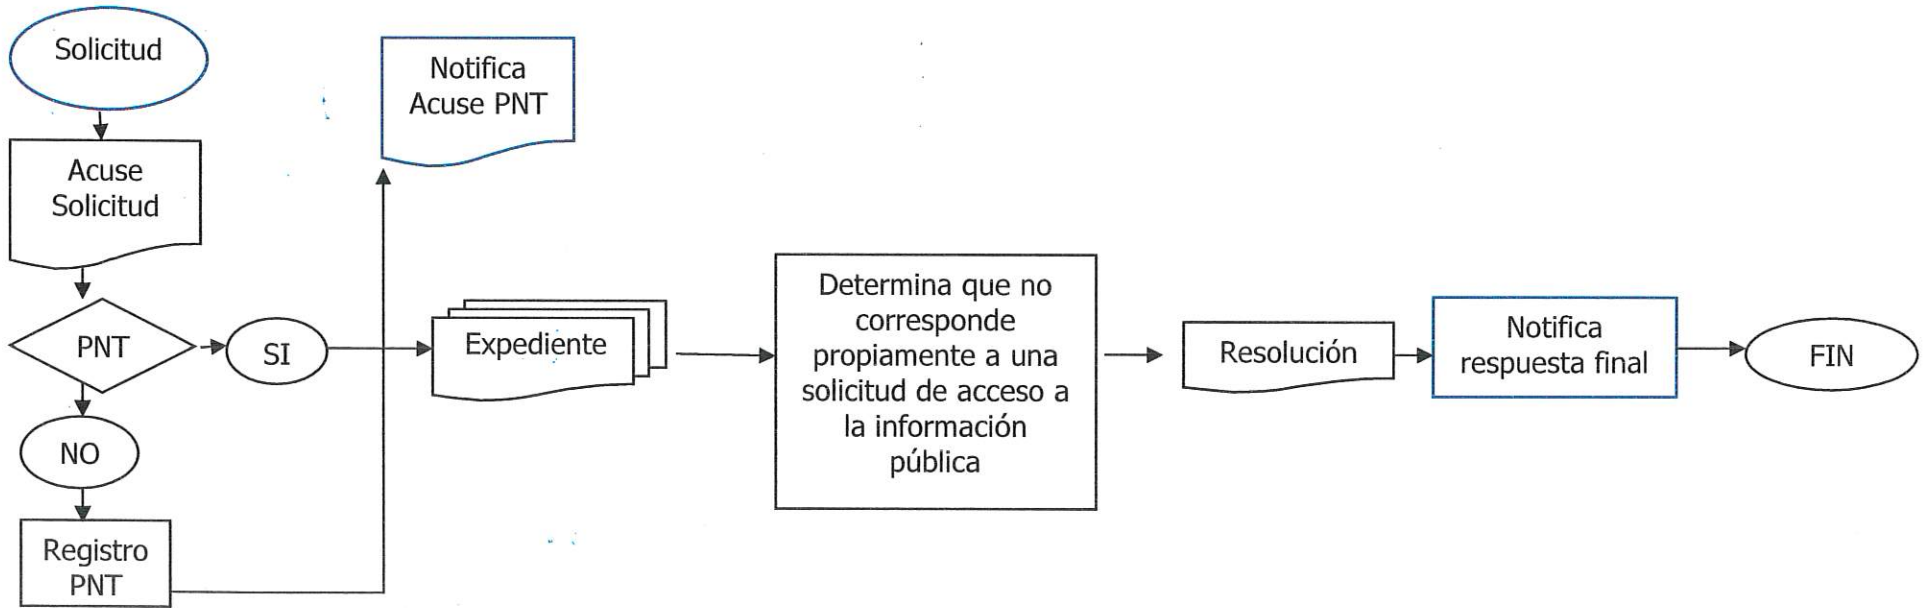 Solicitud
Notifica
Acuse PNT
Acuse
Solicitud
PNT
SI
Expediente
Determina que no
corresponde
propiamente a una
solicitud de acceso a
la información
pública
Resolución
Notifica
respuesta final
FIN
NO
Registro
PNT